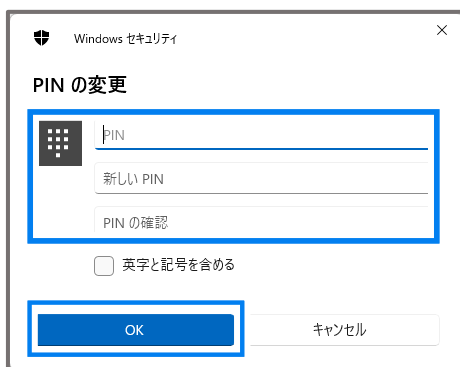 Windows セキュリティ
PIN の変更
PIN
新しい PIN
PIN の確認
英字と記号を含める
OK
キャンセル